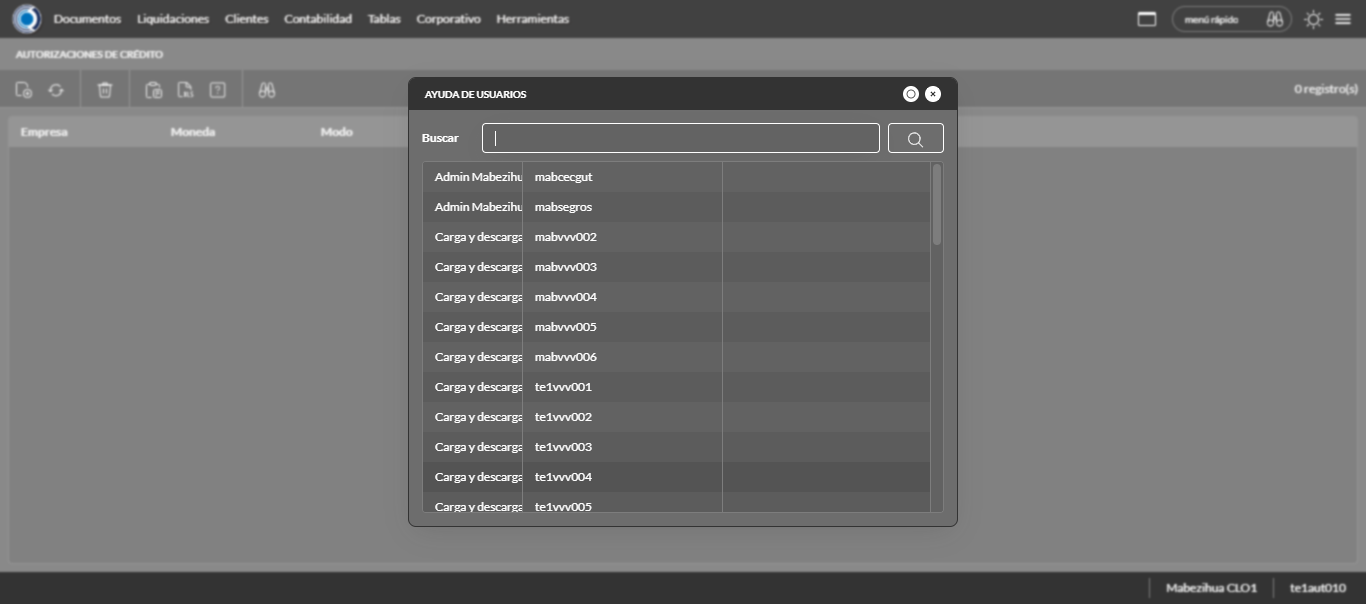 Documentos Liquidaciones Clientes Contabilidad Tablas Corporativo Herramientas menú rápido
AUTORIZACIONES DE CRÉDITO
0 registro(s)
Empresa Moneda Modo
AYUDA DE USUARIOS
Buscar
Admin Mabezihu mabcecgut
Admin Mabezihu mabsegros
Carga y descarga mabvvv002
Carga y descarga mabvvv003
Carga y descarga mabvvv004
Carga y descarga mabvvv005
Carga y descarga mabvvv006
Carga y descarga te1vvv001
Carga y descarga te1vvv002
Carga y descarga te1vvv003
Carga y descarga te1vvv004
Carga y descarga te1vvv005
Mabezihua CLO1 te1aut010